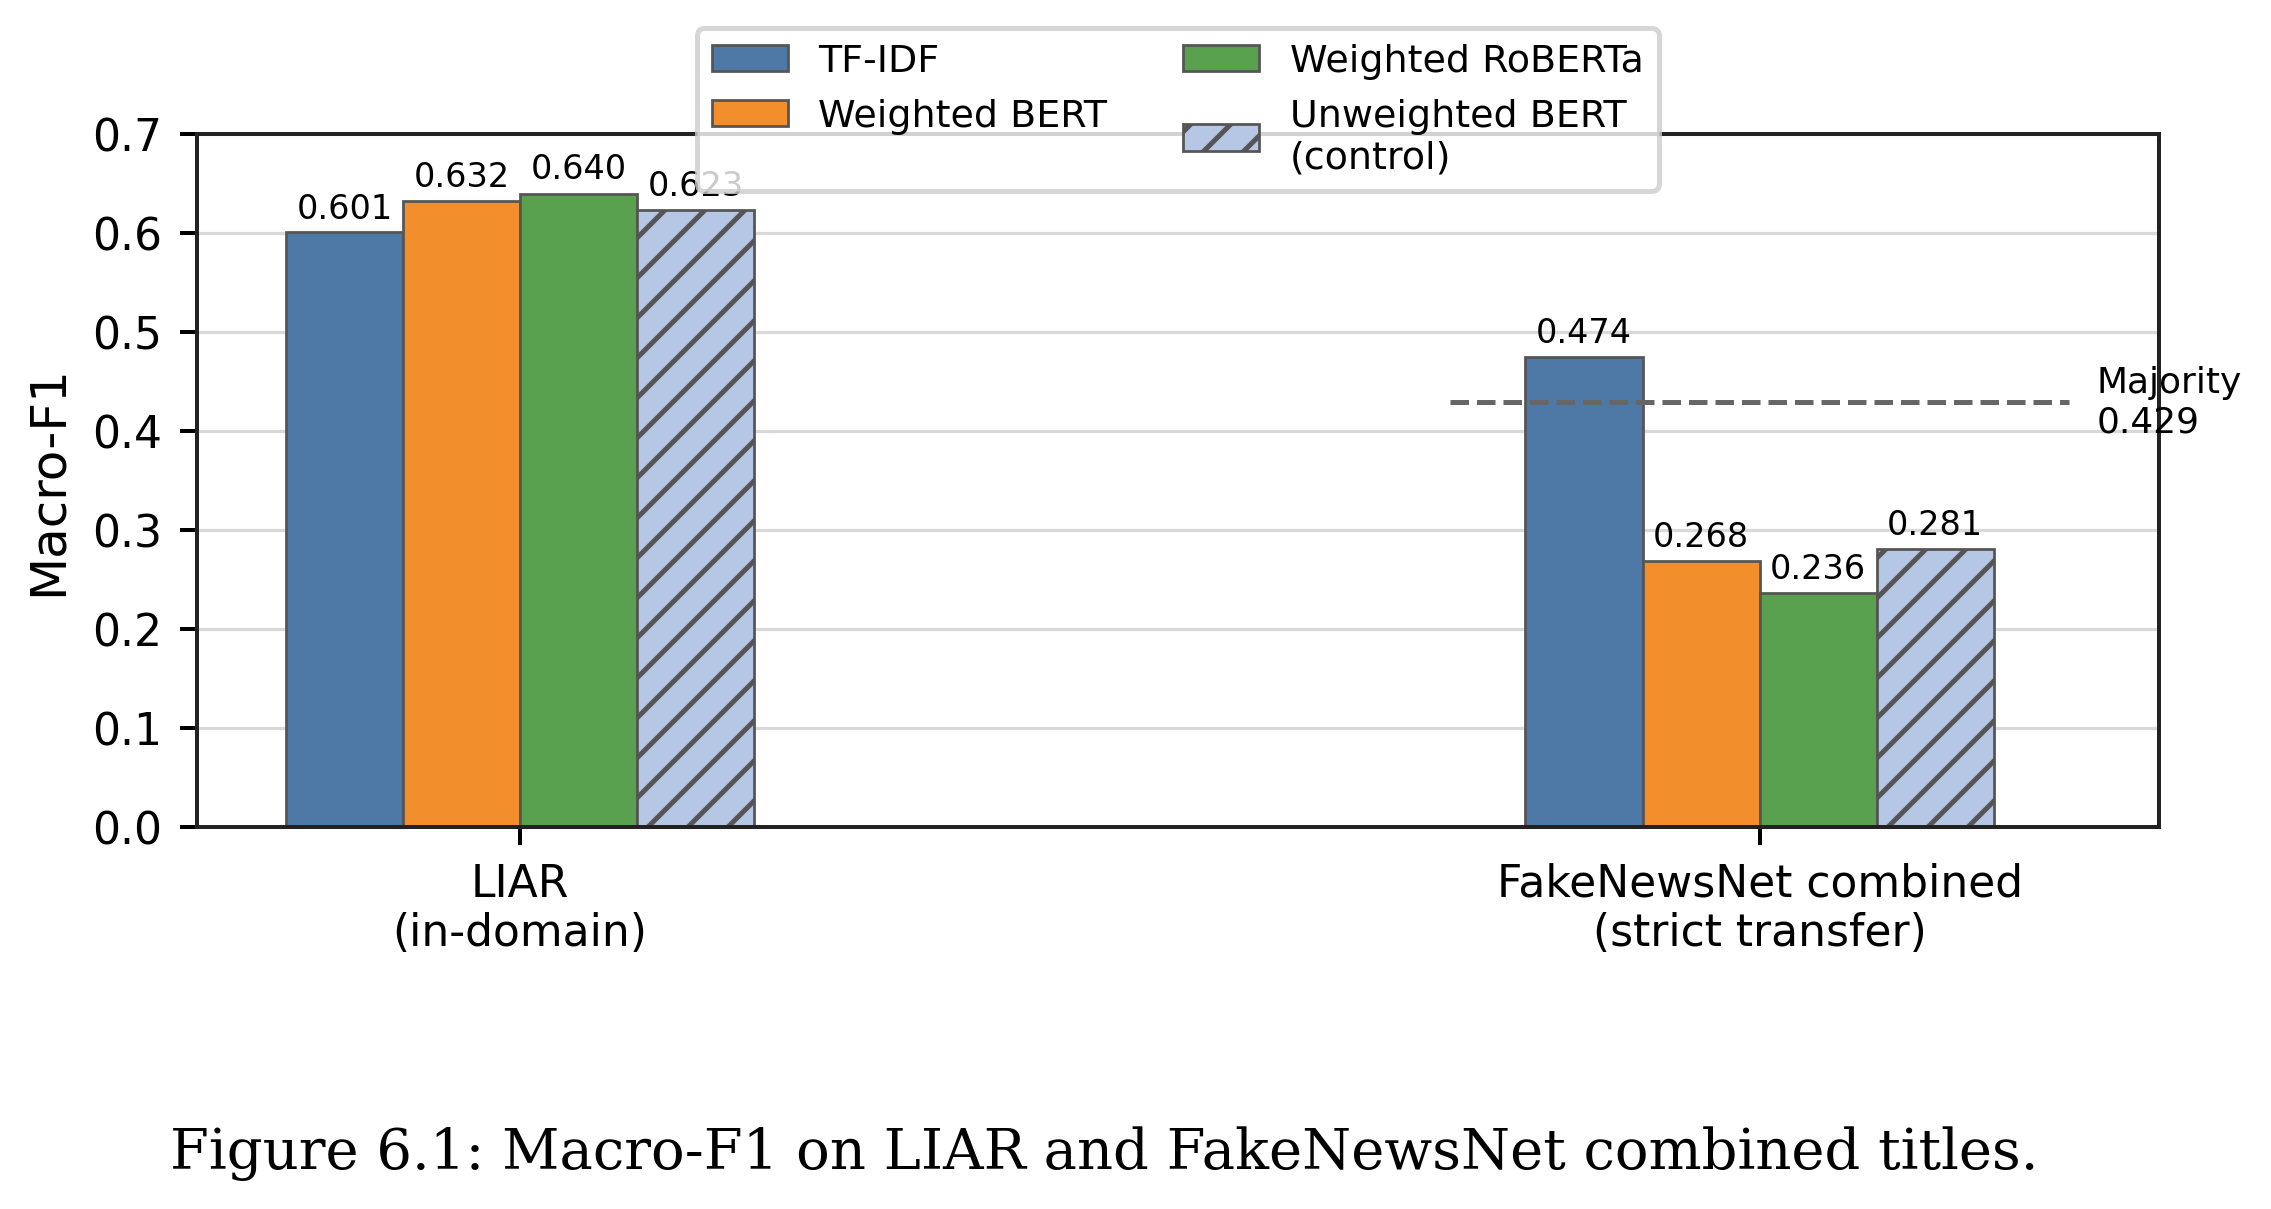 TF-IDF
Weighted BERT
Weighted RoBERTa
Unweighted BERT
(control)
Macro-F1
0.7
0.6
0.5
0.4
0.3
0.2
0.1
0.0
0.601
0.632
0.640
0.623
0.474
0.268
0.236
0.281
Majority
0.429
LIAR
(in-domain)
FakeNewsNet combined
(strict transfer)
Figure 6.1: Macro-F1 on LIAR and FakeNewsNet combined titles.